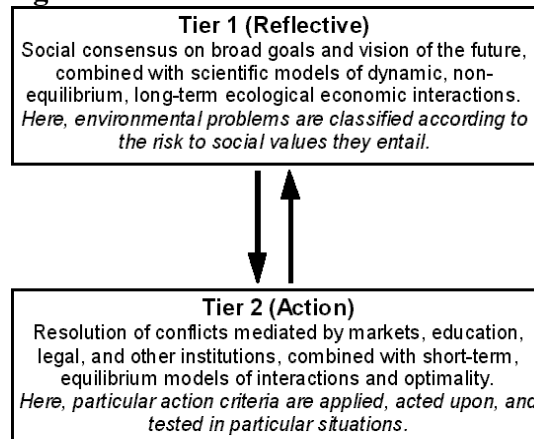 Tier 1 (Reflective)
Social consensus on broad goals and vision of the future,
combined with scientific models of dynamic, non-
equilibrium, long-term ecological economic interactions.
Here, environmental problems are classified according to
the risk to social values they entail.
Tier 2 (Action)
Resolution of conflicts mediated by markets, education,
legal, and other institutions, combined with short-term,
equilibrium models of interactions and optimality.
Here, particular action criteria are applied, acted upon, and
tested in particular situations.